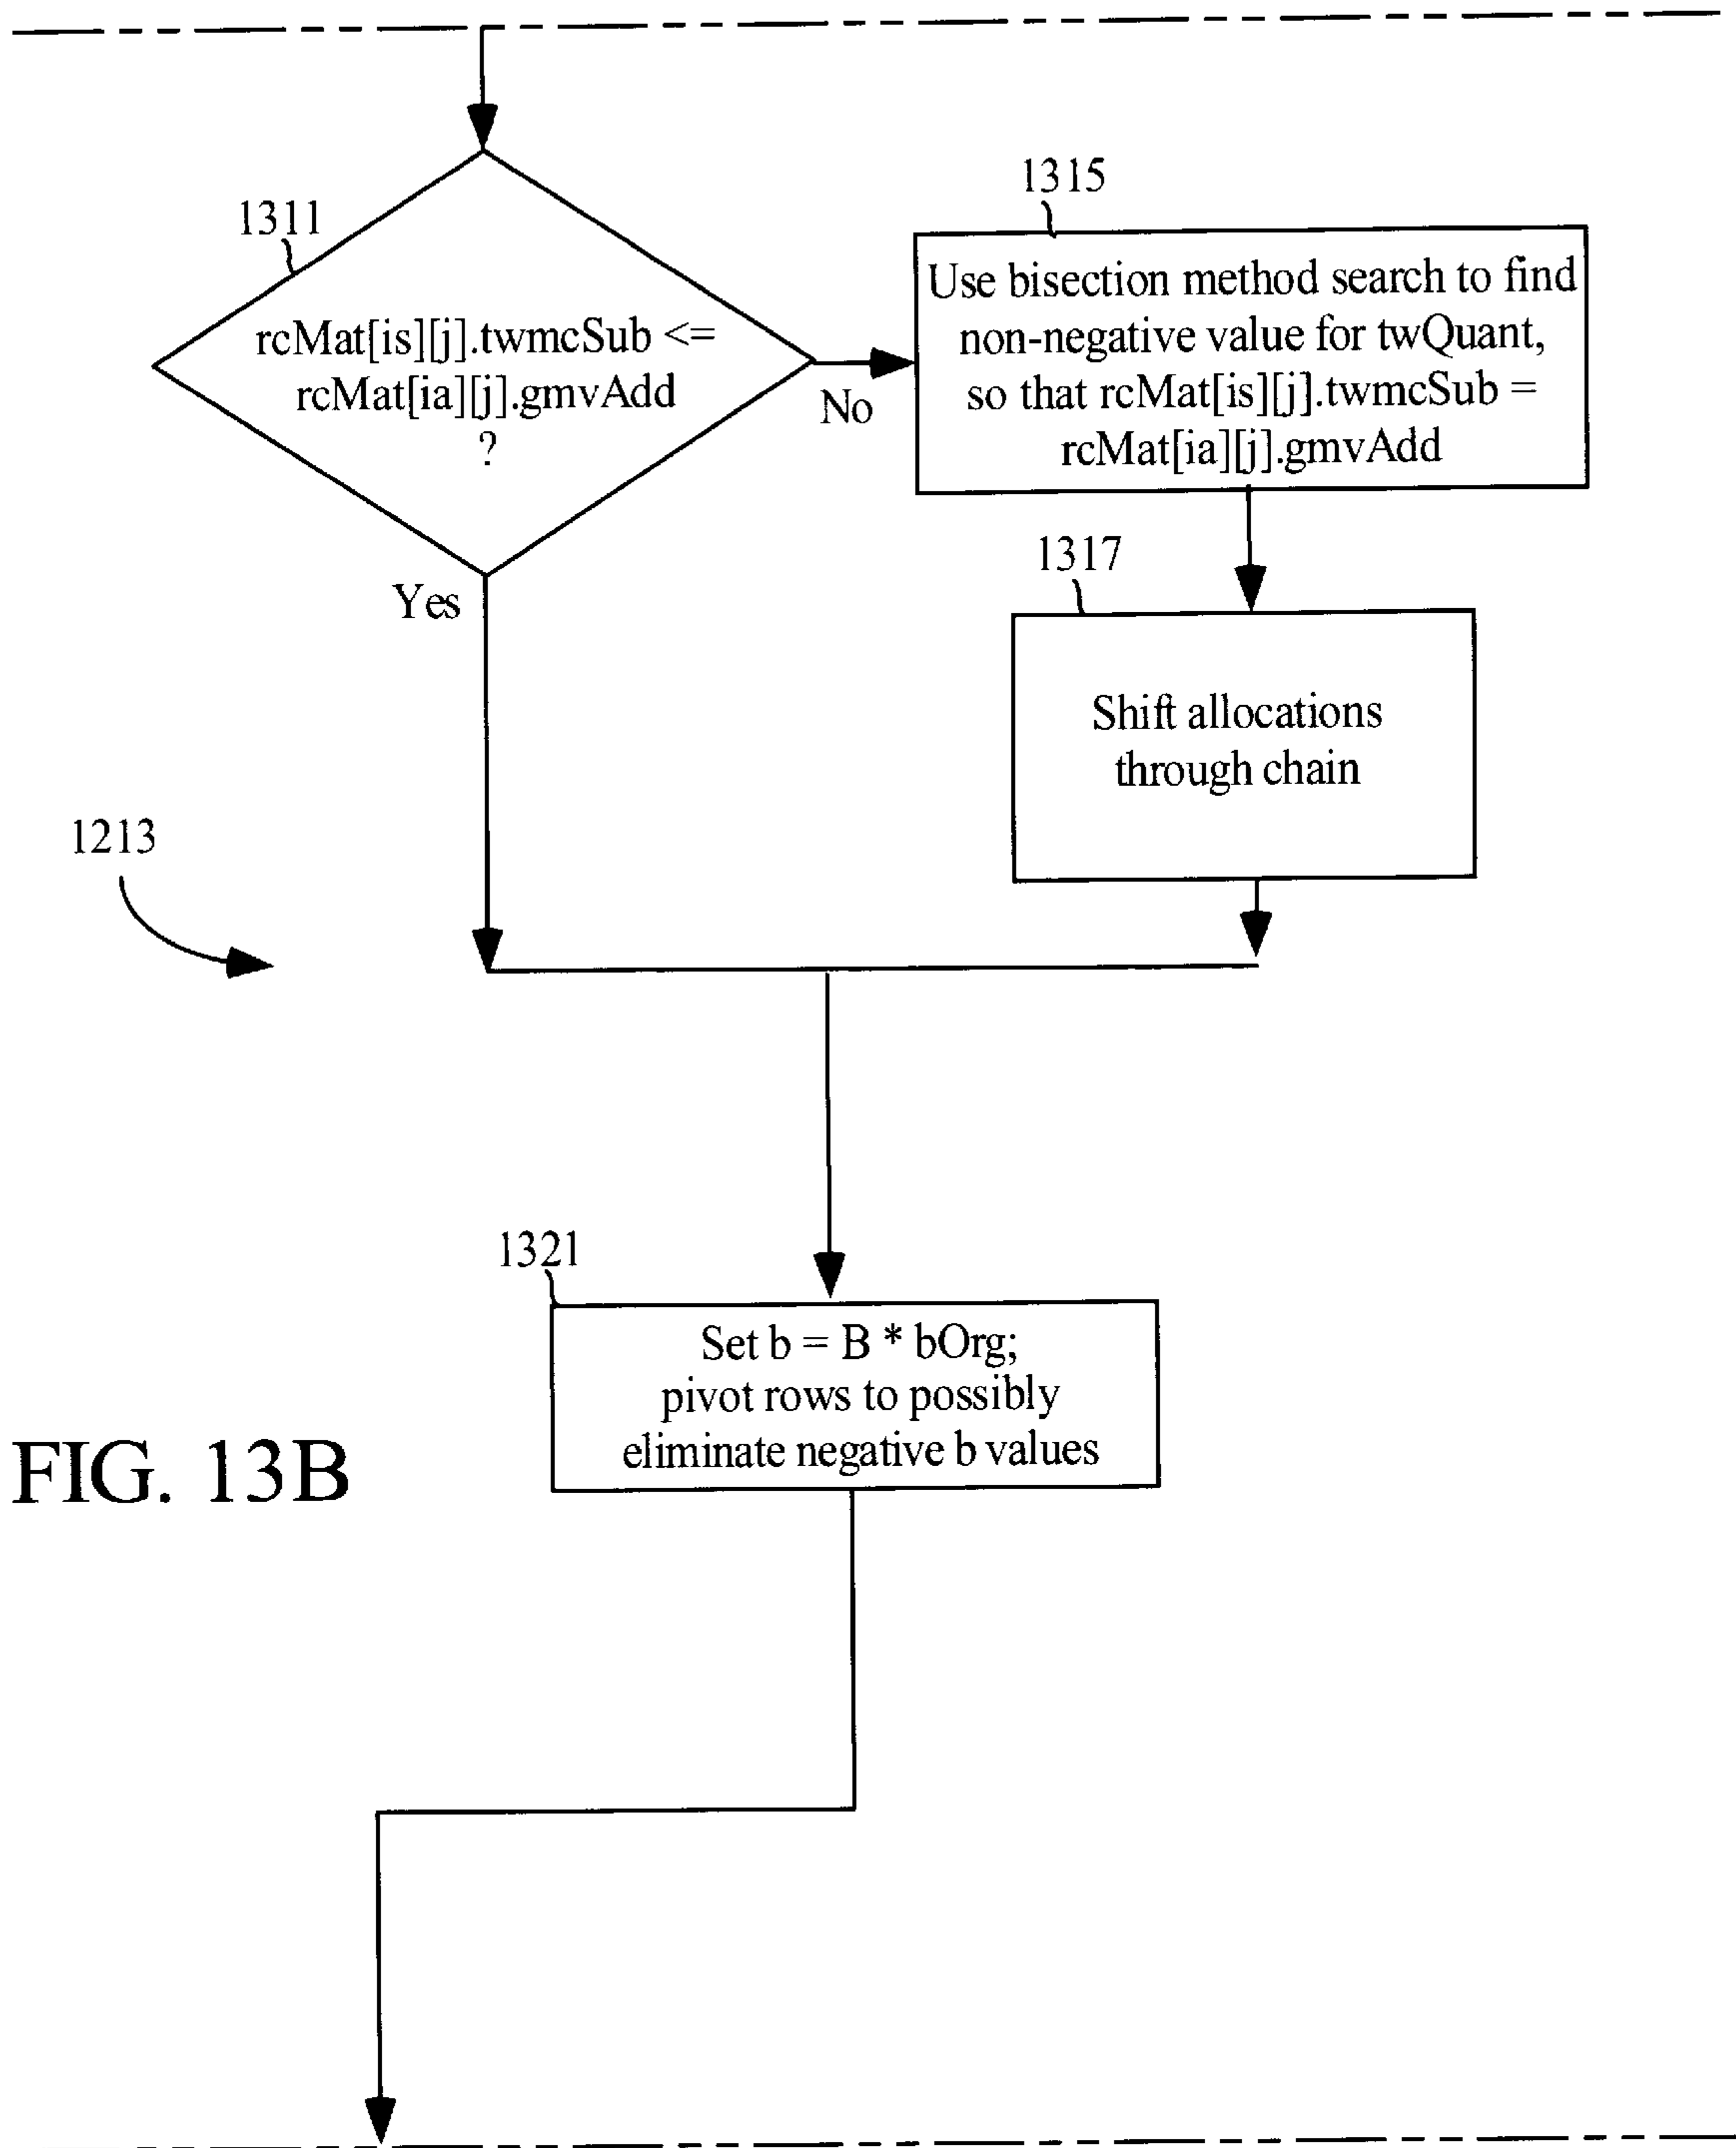 1311
rcMat[is][j].twmcSub <=
rcMat[ia][j].gmvAdd
?
No
Yes
1315
Use bisection method search to find
non-negative value for twQuant,
so that rcMat[is][j].twmcSub =
rcMat[ia][j].gmvAdd
1317
Shift allocations
through chain
1213
1321
Set b = B * bOrg;
pivot rows to possibly
eliminate negative b values
FIG. 13B